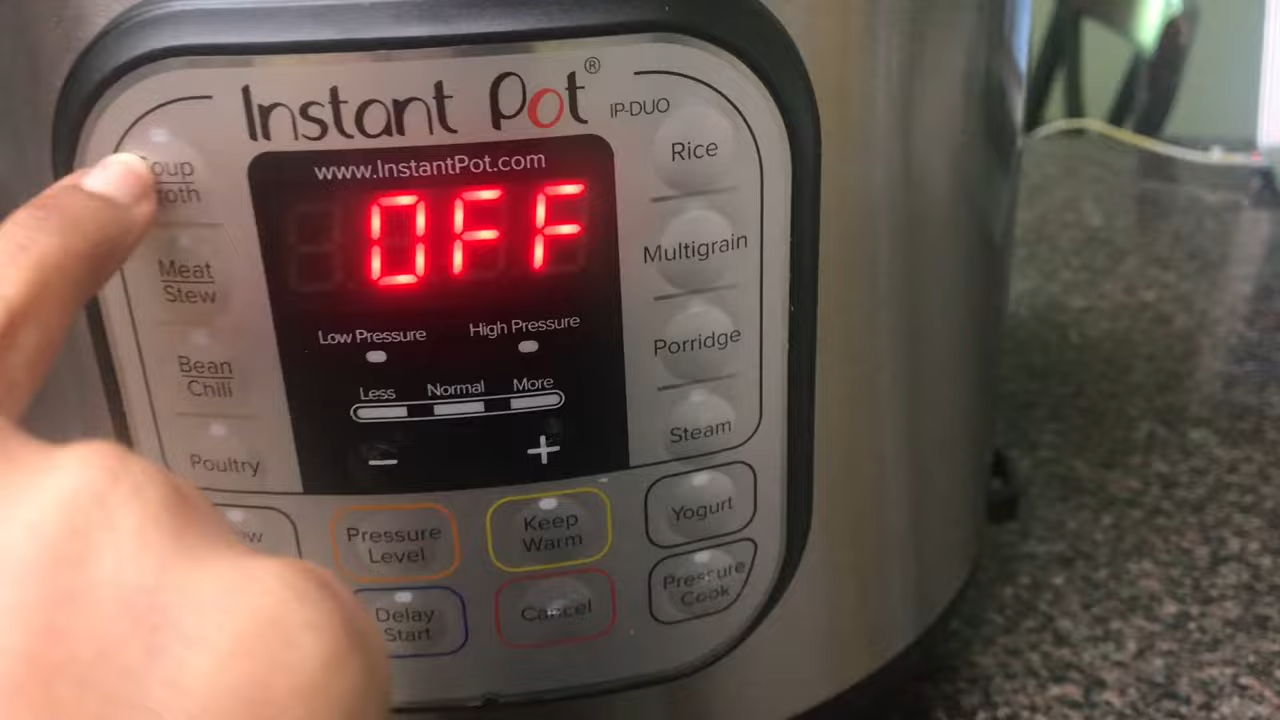 Instant Pot®
IP-DUO
www.InstantPot.com
OFF
Low Pressure
High Pressure
Less
Normal
More
−
+
Meat
Stew
Bean
Chili
Poultry
Rice
Multigrain
Porridge
Steam
Pressure
Level
Keep
Warm
Yogurt
Delay
Start
Cancel
Pressure
Cook